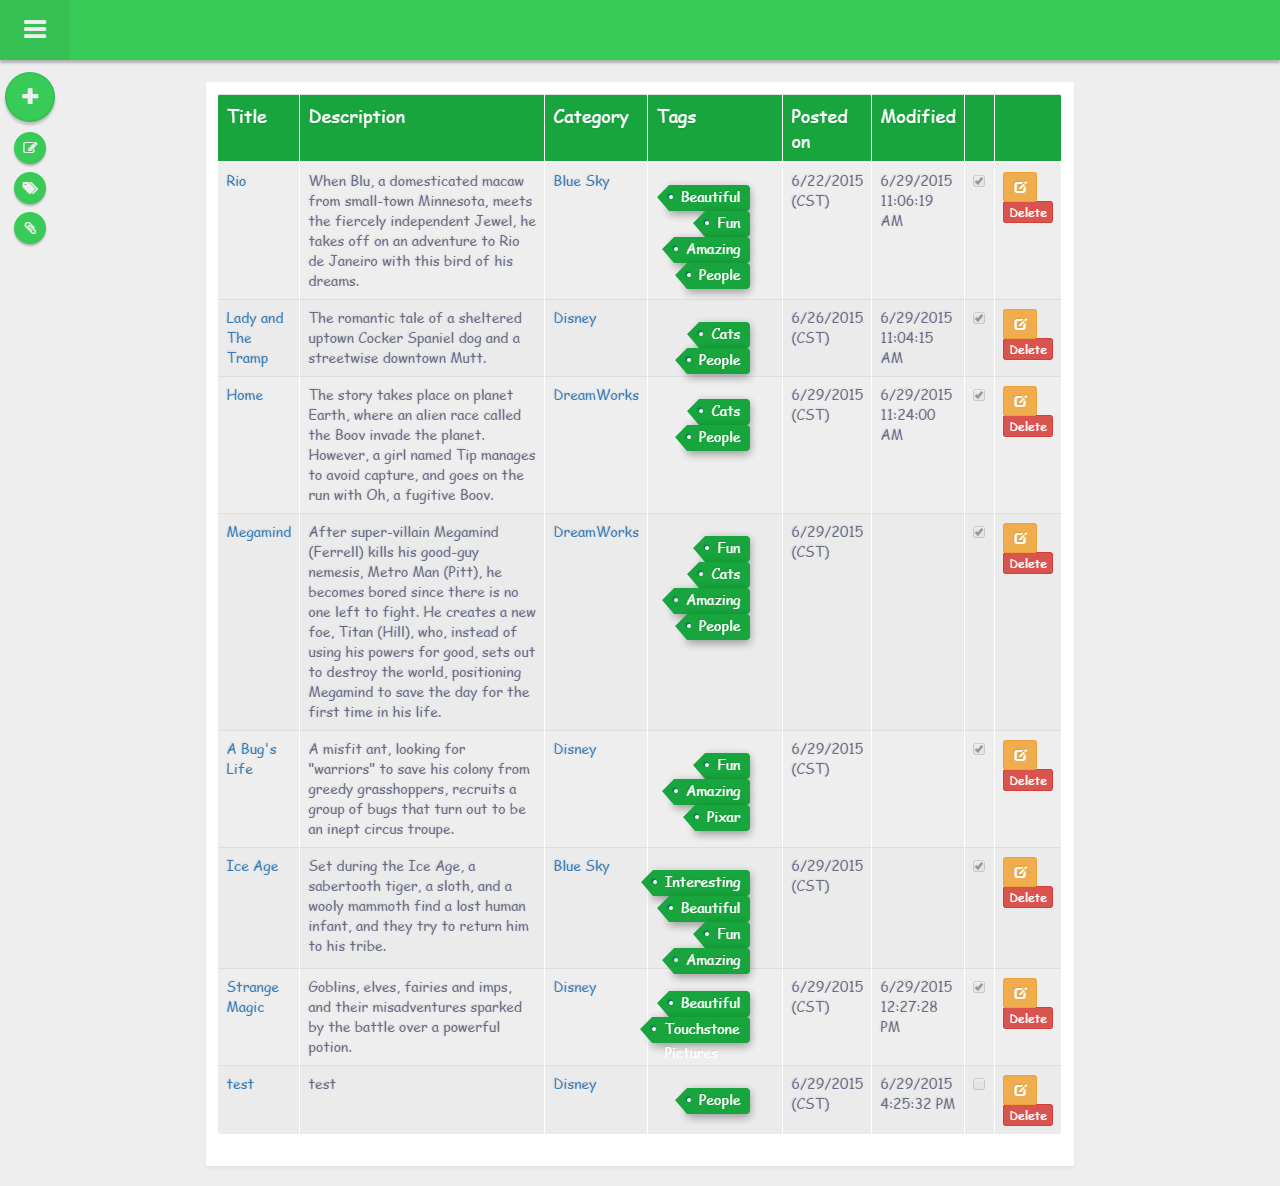 Title Description Category Tags Posted on Modified
Rio
When Blu, a domesticated macaw
from small-town Minnesota, meets
the fiercely independent Jewel, he
takes off on an adventure to Rio
de Janeiro with this bird of his
dreams.
Blue Sky
Beautiful
Fun
Amazing
People
6/22/2015
(CST)
6/29/2015
11:06:19
AM
Delete
Lady and
The
Tramp
The romantic tale of a sheltered
uptown Cocker Spaniel dog and a
streetwise downtown Mutt.
Disney
Cats
People
6/26/2015
(CST)
6/29/2015
11:04:15
AM
Delete
Home
The story takes place on planet
Earth, where an alien race called
the Boov invade the planet.
However, a girl named Tip manages
to avoid capture, and goes on the
run with Oh, a fugitive Boov.
DreamWorks
Cats
People
6/29/2015
(CST)
6/29/2015
11:24:00
AM
Delete
Megamind
After super-villain Megamind
(Ferrell) kills his good-guy
nemesis, Metro Man (Pitt), he
becomes bored since there is no
one left to fight. He creates a new
foe, Titan (Hill), who, instead of
using his powers for good, sets out
to destroy the world, positioning
Megamind to save the day for the
first time in his life.
DreamWorks
Fun
Cats
Amazing
People
6/29/2015
(CST)
Delete
A Bug's
Life
A misfit ant, looking for
"warriors" to save his colony from
greedy grasshoppers, recruits a
group of bugs that turn out to be
an inept circus troupe.
Disney
Fun
Amazing
Pixar
6/29/2015
(CST)
Delete
Ice Age
Set during the Ice Age, a
sabertooth tiger, a sloth, and a
wooly mammoth find a lost human
infant, and they try to return him
to his tribe.
Blue Sky
Interesting
Beautiful
Fun
Amazing
6/29/2015
(CST)
Delete
Strange
Magic
Goblins, elves, fairies and imps,
and their misadventures sparked
by the battle over a powerful
potion.
Disney
Beautiful
Touchstone
Pictures
6/29/2015
(CST)
6/29/2015
12:27:28
PM
Delete
test
test
Disney
People
6/29/2015
(CST)
6/29/2015
4:25:32 PM
Delete